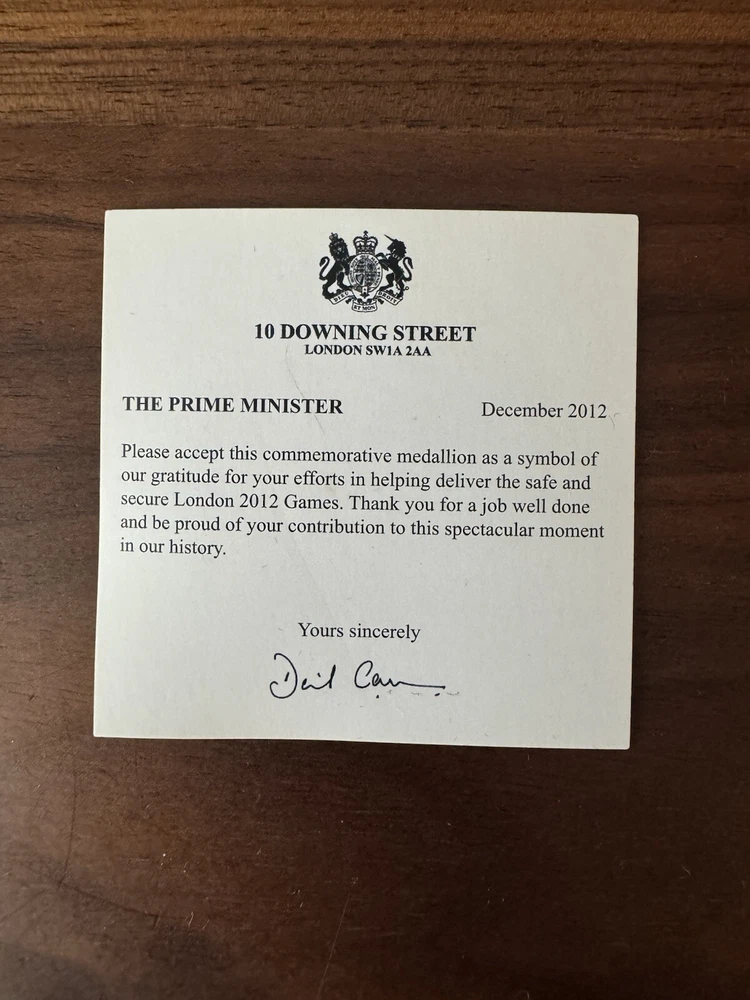 10 DOWNING STREET
LONDON SW1A 2AA
THE PRIME MINISTER
December 2012
Please accept this commemorative medallion as a symbol of
our gratitude for your efforts in helping deliver the safe and
secure London 2012 Games. Thank you for a job well done
and be proud of your contribution to this spectacular moment
in our history.
Yours sincerely